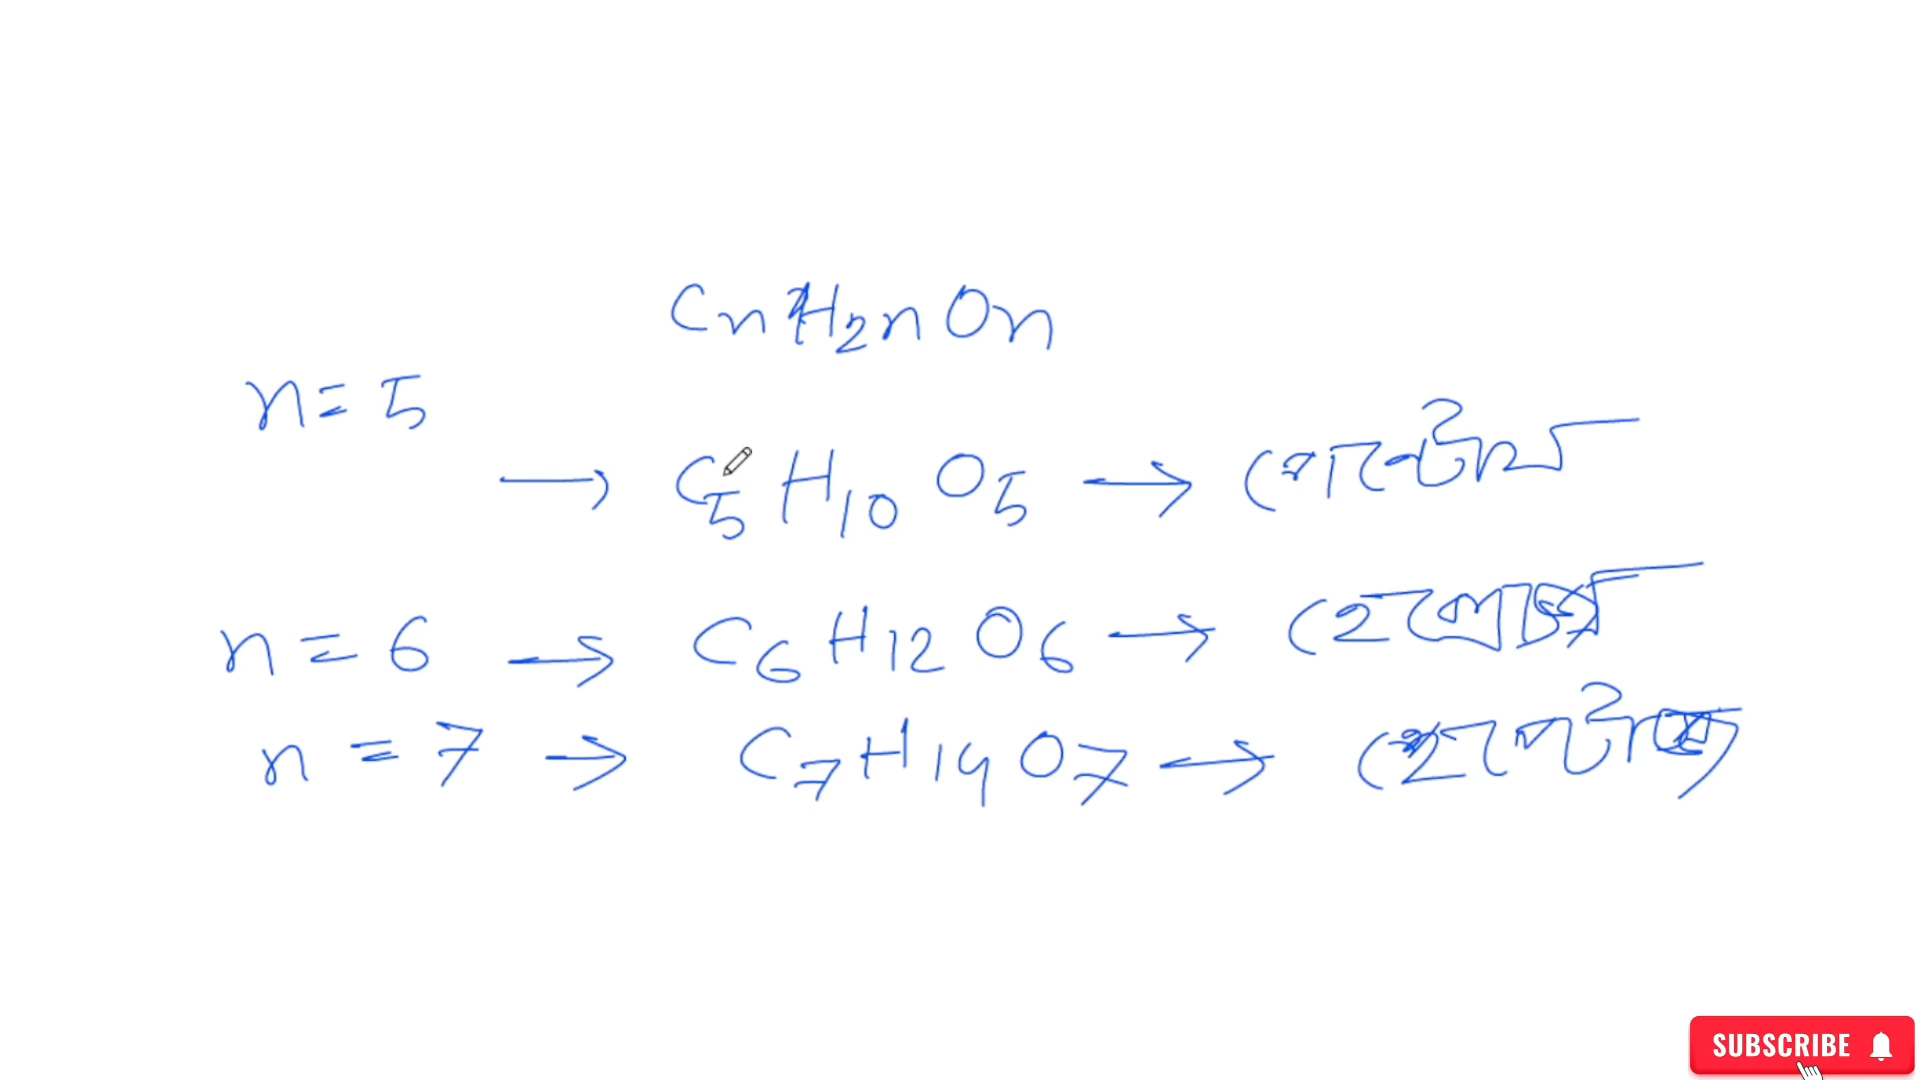 CnH2nOn
n = 5
→ C5H10O5 → পেন্টোস
n = 6 → C6H12O6 → হেক্সোস
n = 7 → C7H14O7 → হেপ্টোস
SUBSCRIBE